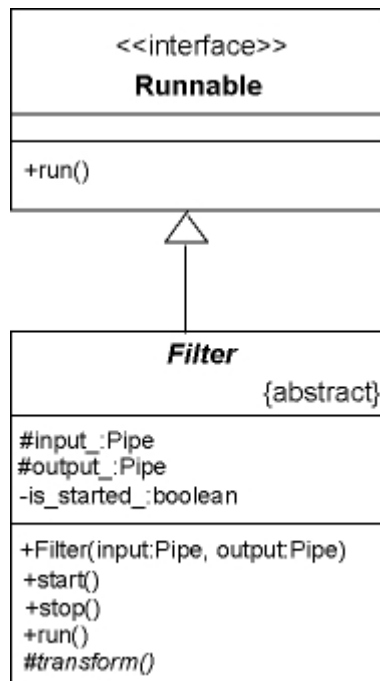 <<interface>>
Runnable
+run()
Filter
{abstract}
#input_:Pipe
#output_:Pipe
-is_started_:boolean
+Filter(input:Pipe, output:Pipe)
+start()
+stop()
+run()
#transform()